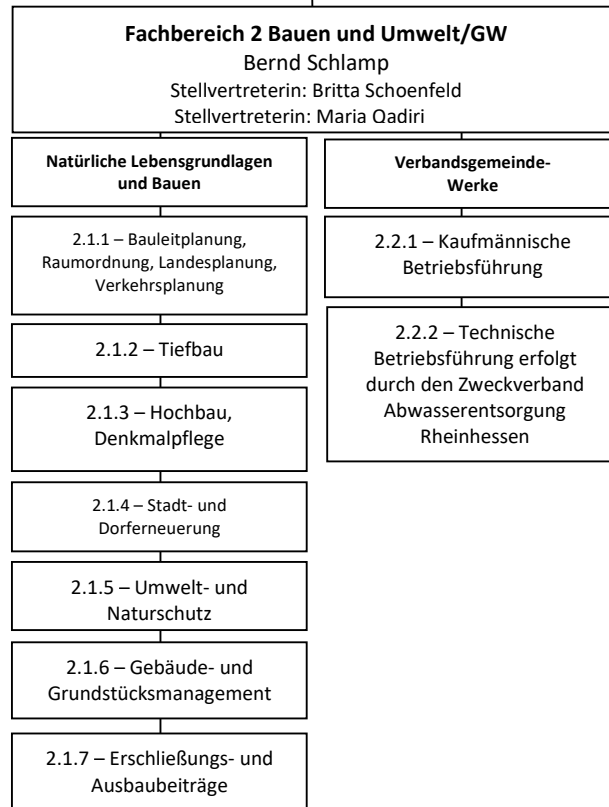 Fachbereich 2 Bauen und Umwelt/GW
Bernd Schlamp
Stellvertreterin: Britta Schoenfeld
Stellvertreterin: Maria Qadiri
Natürliche Lebensgrundlagen
und Bauen
2.1.1 – Bauleitplanung,
Raumordnung, Landesplanung,
Verkehrsplanung
2.1.2 – Tiefbau
2.1.3 – Hochbau,
Denkmalpflege
2.1.4 – Stadt- und
Dorferneuerung
2.1.5 – Umwelt- und
Naturschutz
2.1.6 – Gebäude- und
Grundstücksmanagement
2.1.7 – Erschließungs- und
Ausbaubeiträge
Verbandsgemeinde-
Werke
2.2.1 – Kaufmännische
Betriebsführung
2.2.2 – Technische
Betriebsführung erfolgt
durch den Zweckverband
Abwasserentsorgung
Rheinhessen